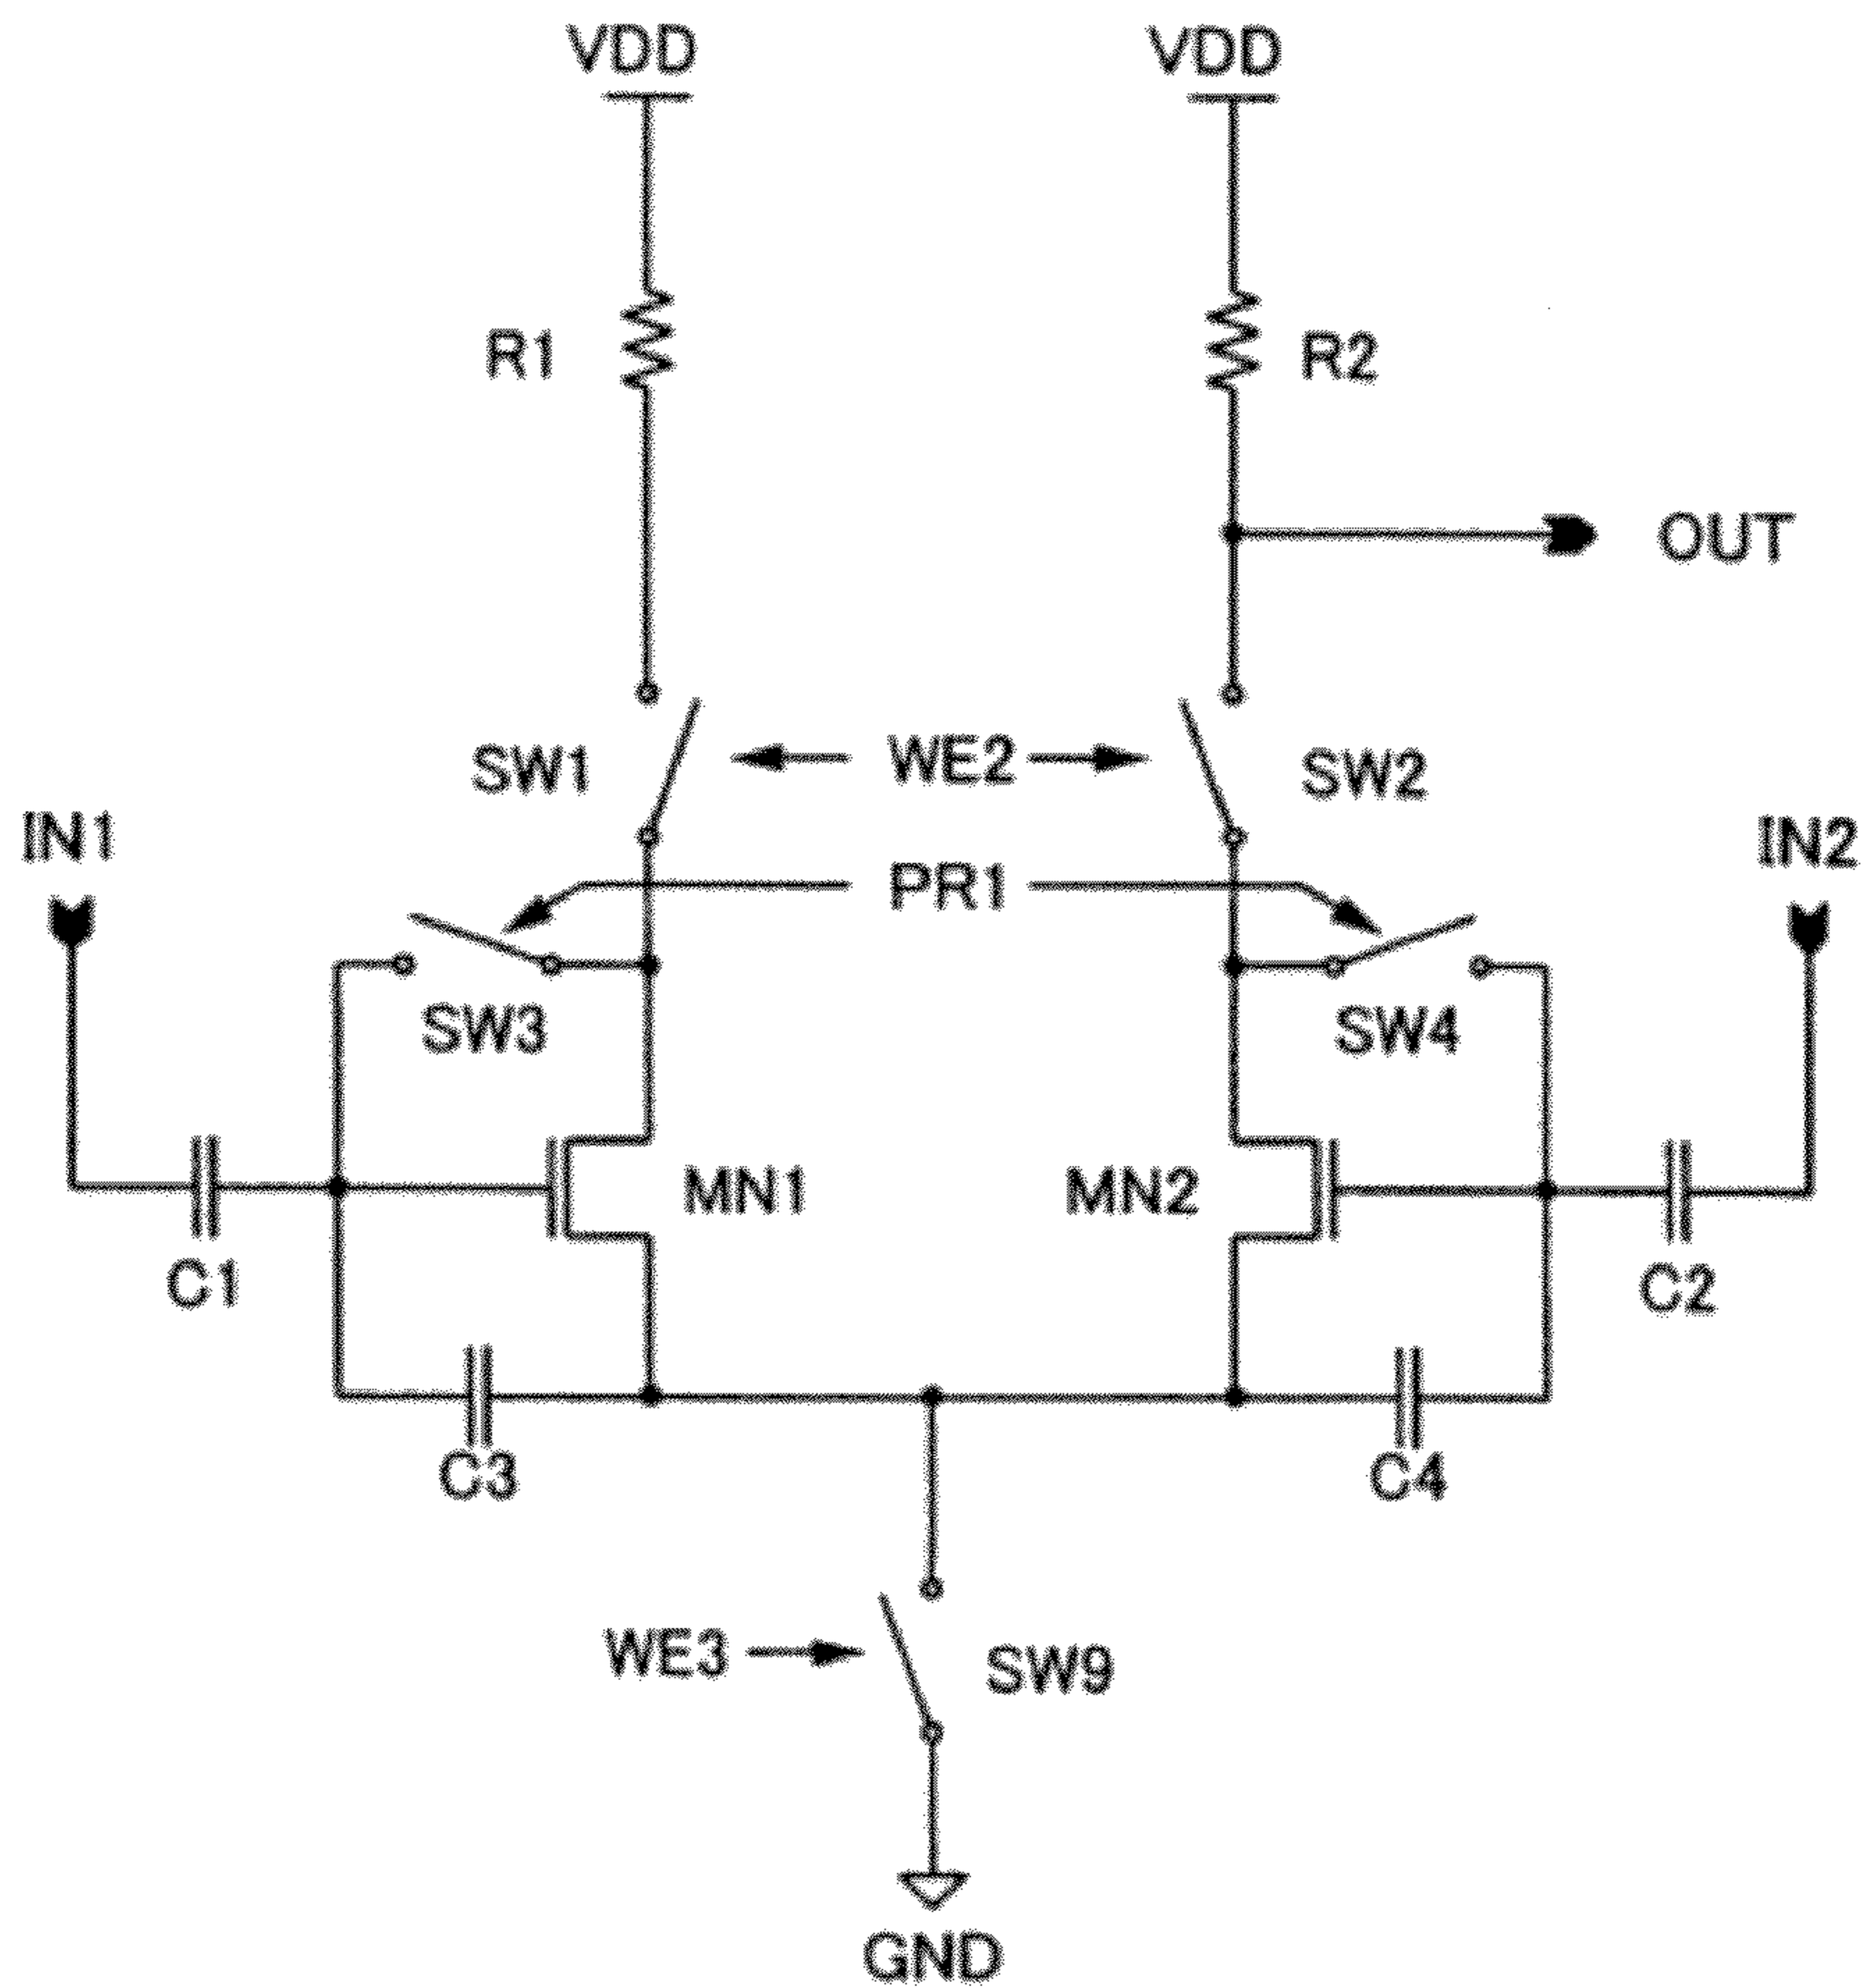 VDD
VDD
R1
R2
OUT
SW1
WE2
SW2
IN1
PR1
IN2
SW3
SW4
MN1
MN2
C1
C2
C3
C4
WE3
SW9
GND